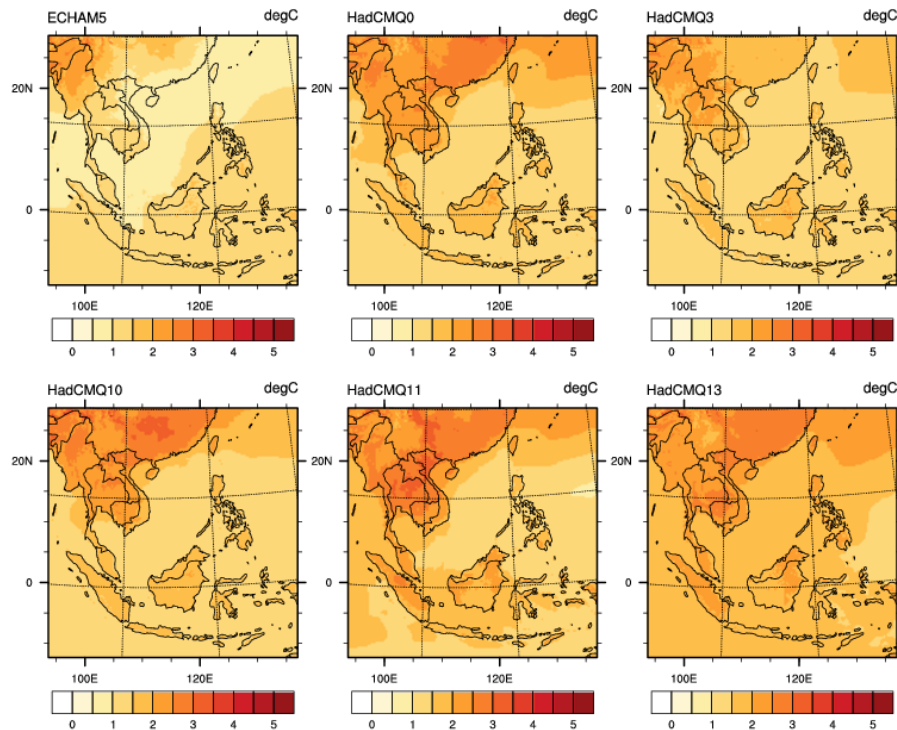 ECHAM5 degC HadCMQ0 degC HadCMQ3 degC
20N 20N 20N
0 0 0
100E 120E 100E 120E 100E 120E
0 1 2 3 4 5 0 1 2 3 4 5 0 1 2 3 4 5
HadCMQ10 degC HadCMQ11 degC HadCMQ13 degC
20N 20N 20N
0 0 0
100E 120E 100E 120E 100E 120E
0 1 2 3 4 5 0 1 2 3 4 5 0 1 2 3 4 5